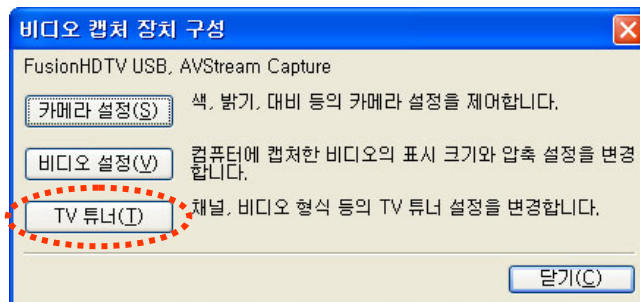 비디오 캡처 장치 구성
FusionHDTV USB, AVStream Capture
카메라 설정(S)
색, 밝기, 대비 등의 카메라 설정을 제어합니다.
비디오 설정(V)
컴퓨터에 캡처한 비디오의 표시 크기와 압축 설정을 변경
합니다.
TV 튜너(T)
채널, 비디오 형식 등의 TV 튜너 설정을 변경합니다.
닫기(C)